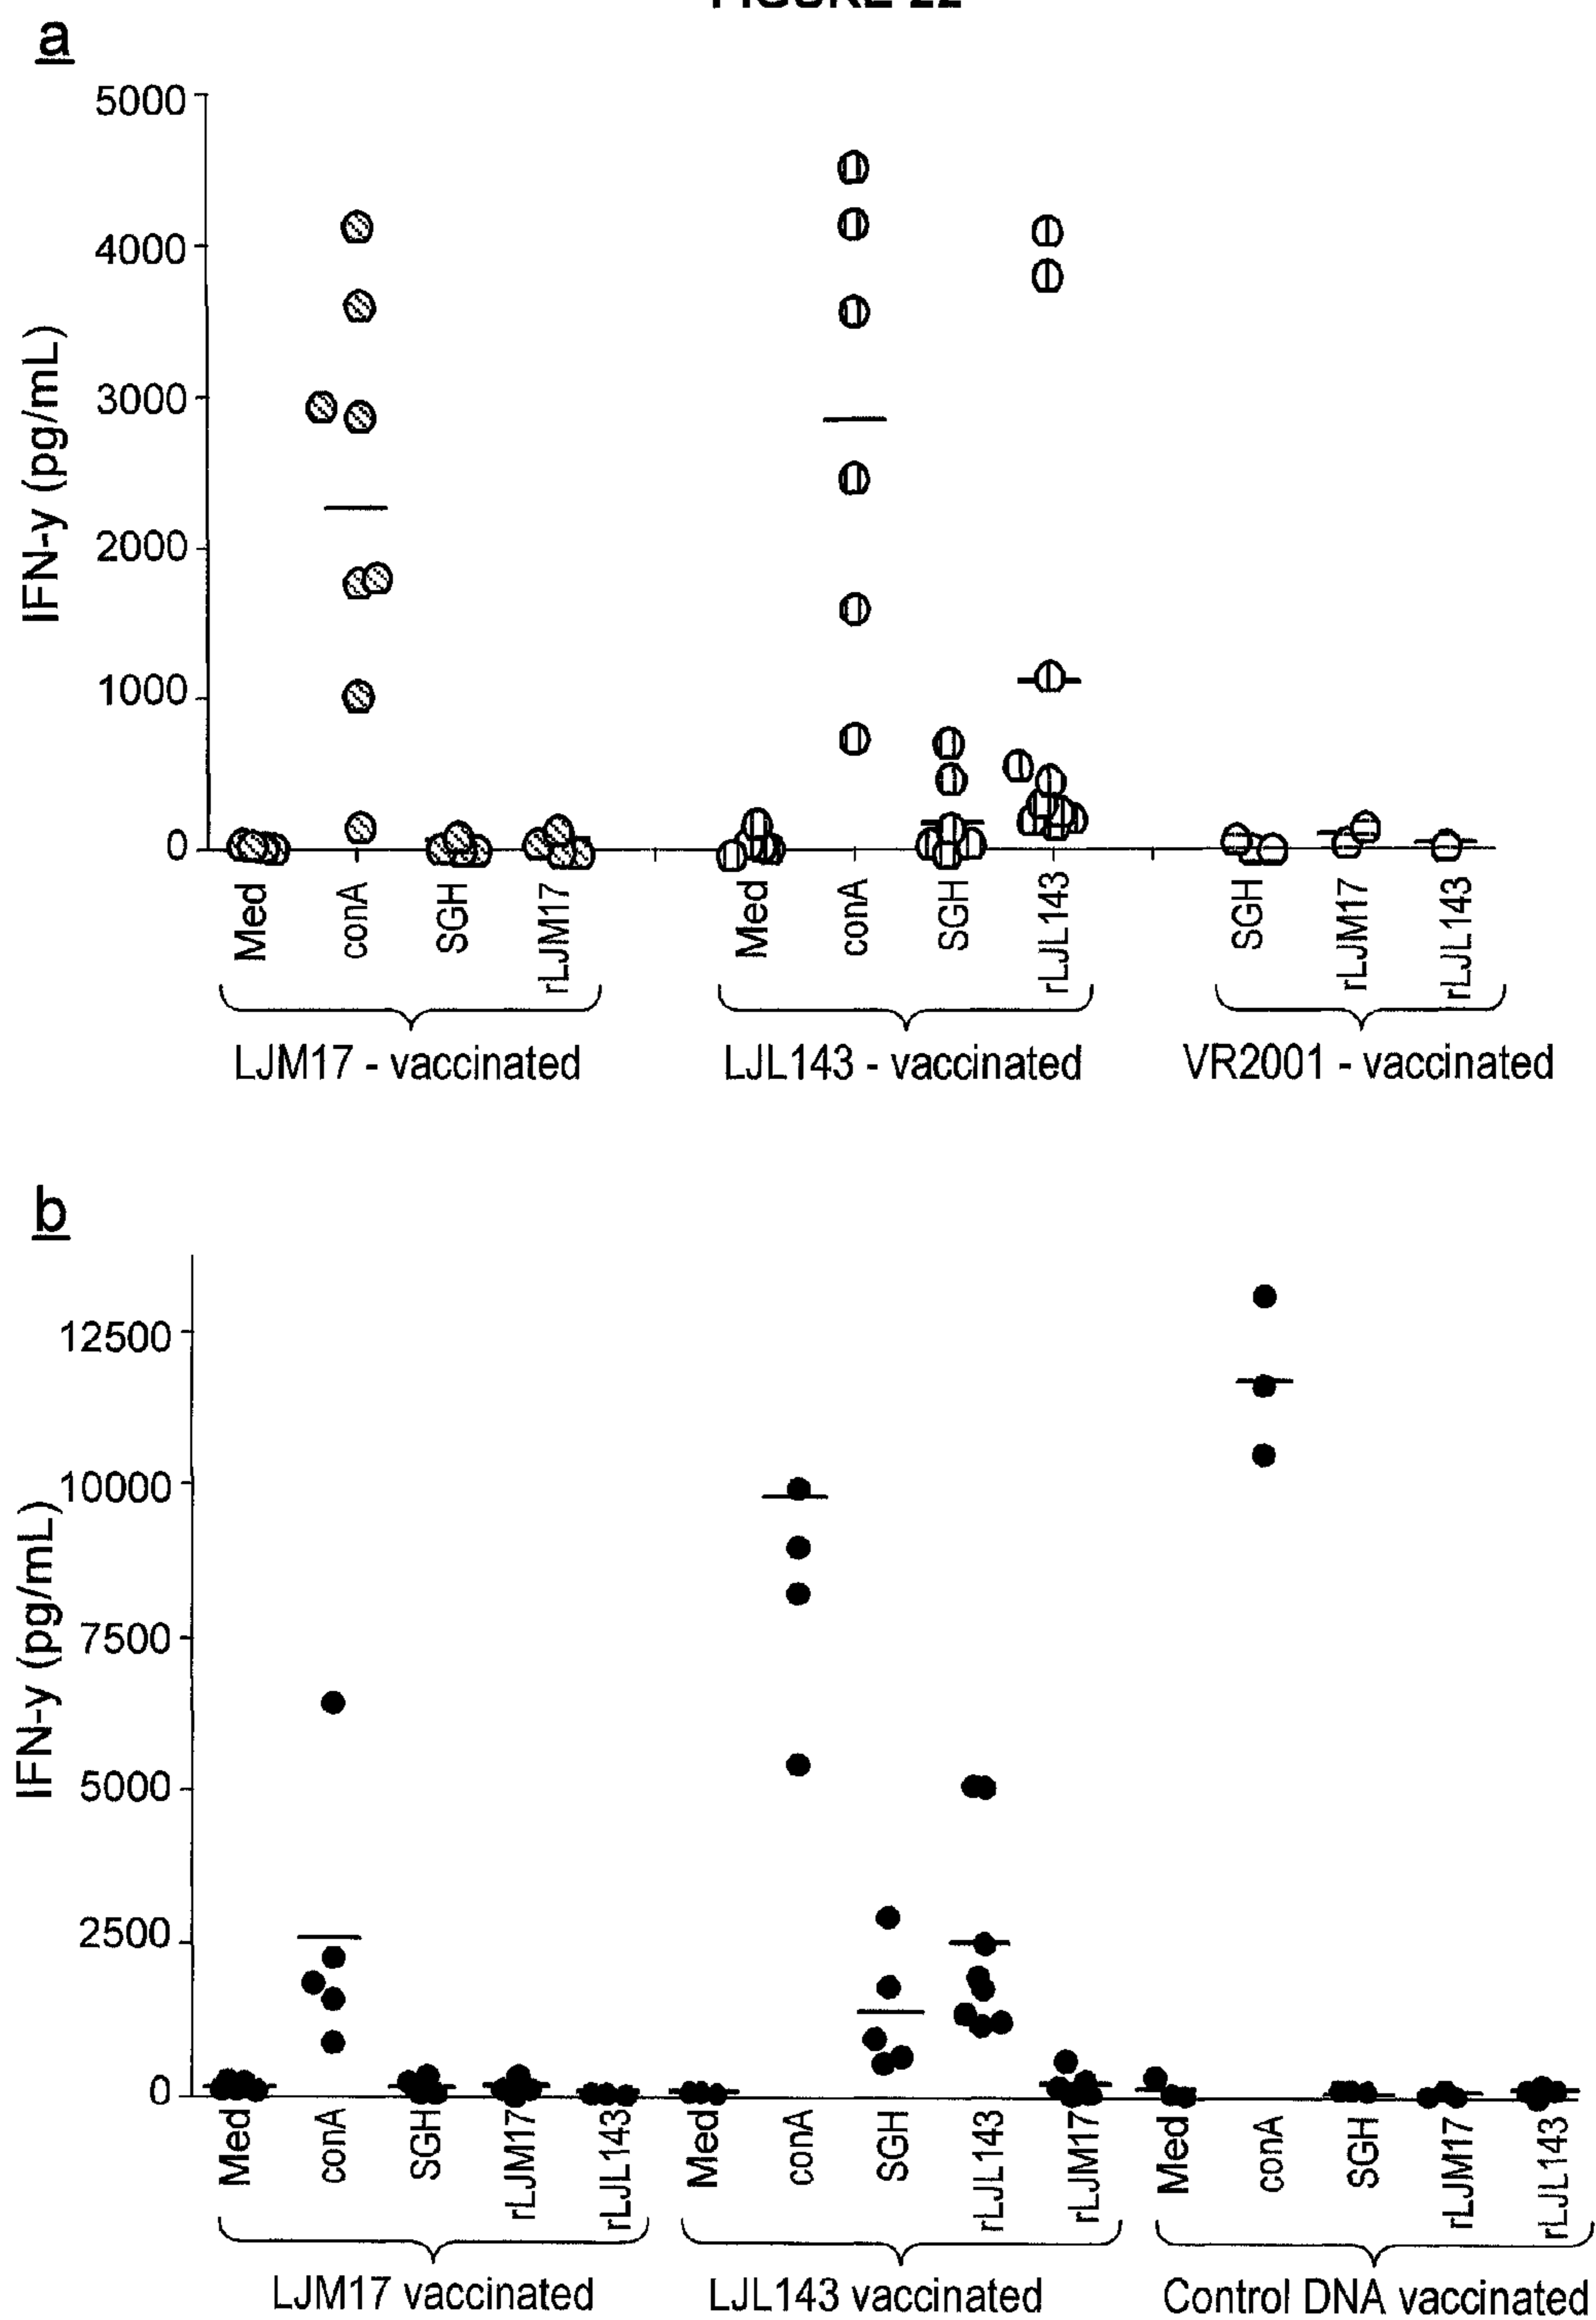 FIGURE 22
a
5000
4000
3000
2000
1000
0
IFN-y (pg/mL)
Med conA SGH rLJM17 Med conA SGH rLJL143 SGH rLJM17 rLJL143
LJM17 - vaccinated LJL143 - vaccinated VR2001 - vaccinated
b
12500
10000
7500
5000
2500
0
IFN-y (pg/mL)
Med conA SGH rLJM17 rLJL143 Med conA SGH rLJL143 rLJM17 Med conA SGH rLJM17 rLJL143
LJM17 vaccinated LJL143 vaccinated Control DNA vaccinated